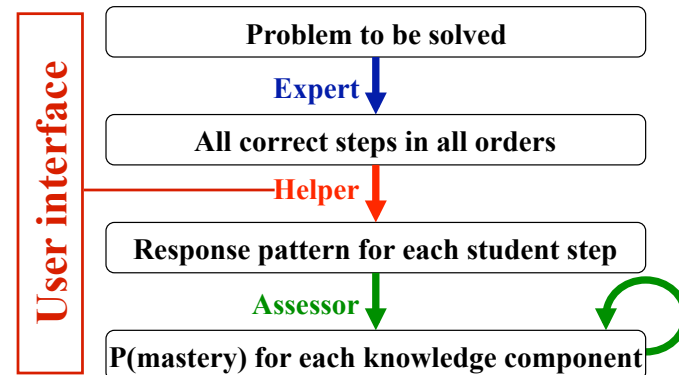 User interface
Problem to be solved
Expert
All correct steps in all orders
Helper
Response pattern for each student step
Assessor
P(mastery) for each knowledge component